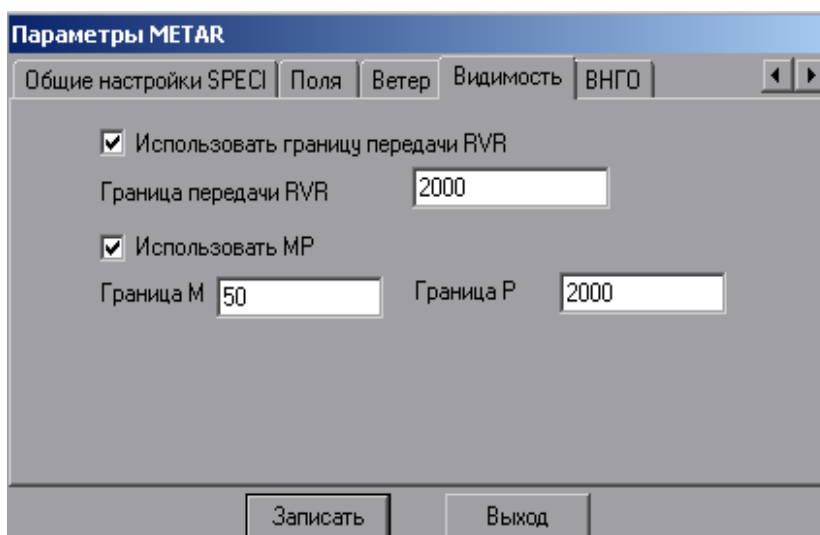 Параметры METAR
Общие настройки SPECI Поля Ветер Видимость ВНГО
Использовать границу передачи RVR
Граница передачи RVR 2000
Использовать MP
Граница М 50 Граница P 2000
Записать Выход